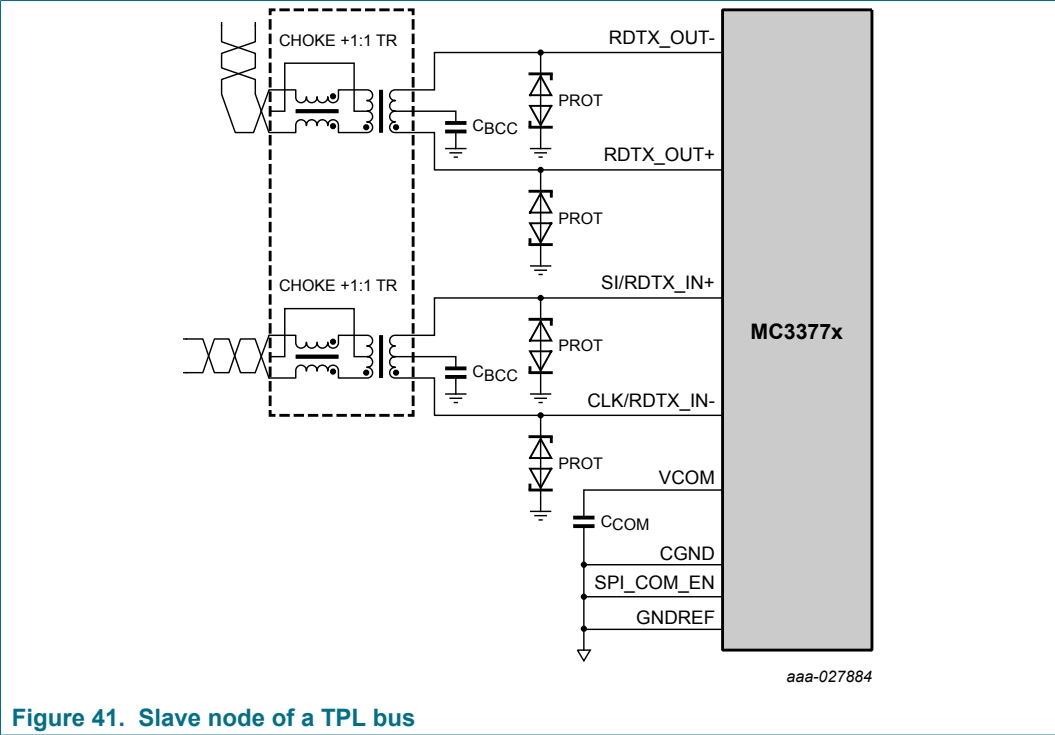 CHOKE +1:1 TR
RDTX_OUT-
PROT
CBCC
RDTX_OUT+
PROT
CHOKE +1:1 TR
SI/RDTX_IN+
PROT
CBCC
CLK/RDTX_IN-
PROT
VCOM
CCOM
CGND
SPI_COM_EN
GNDREF
MC3377x
aaa-027884
Figure 41. Slave node of a TPL bus